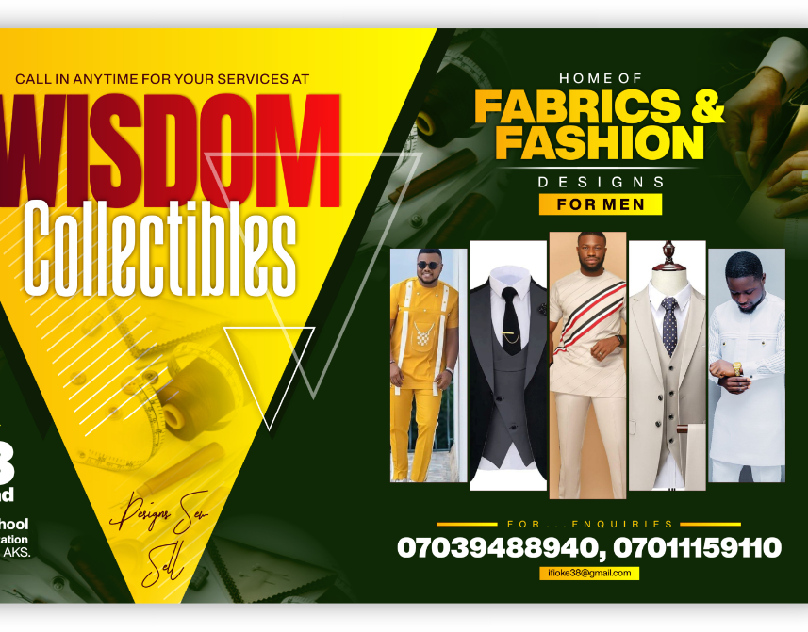 CALL IN ANYTIME FOR YOUR SERVICES AT
WISDOM
Collectibles
Designs Sew
Sell
3
nd
hool
tation
AKS.
HOME OF
FABRICS &
FASHION
DESIGNS
FOR MEN
FOR....ENQUIRIES
07039488940, 07011159110
ifioke38@gmail.com